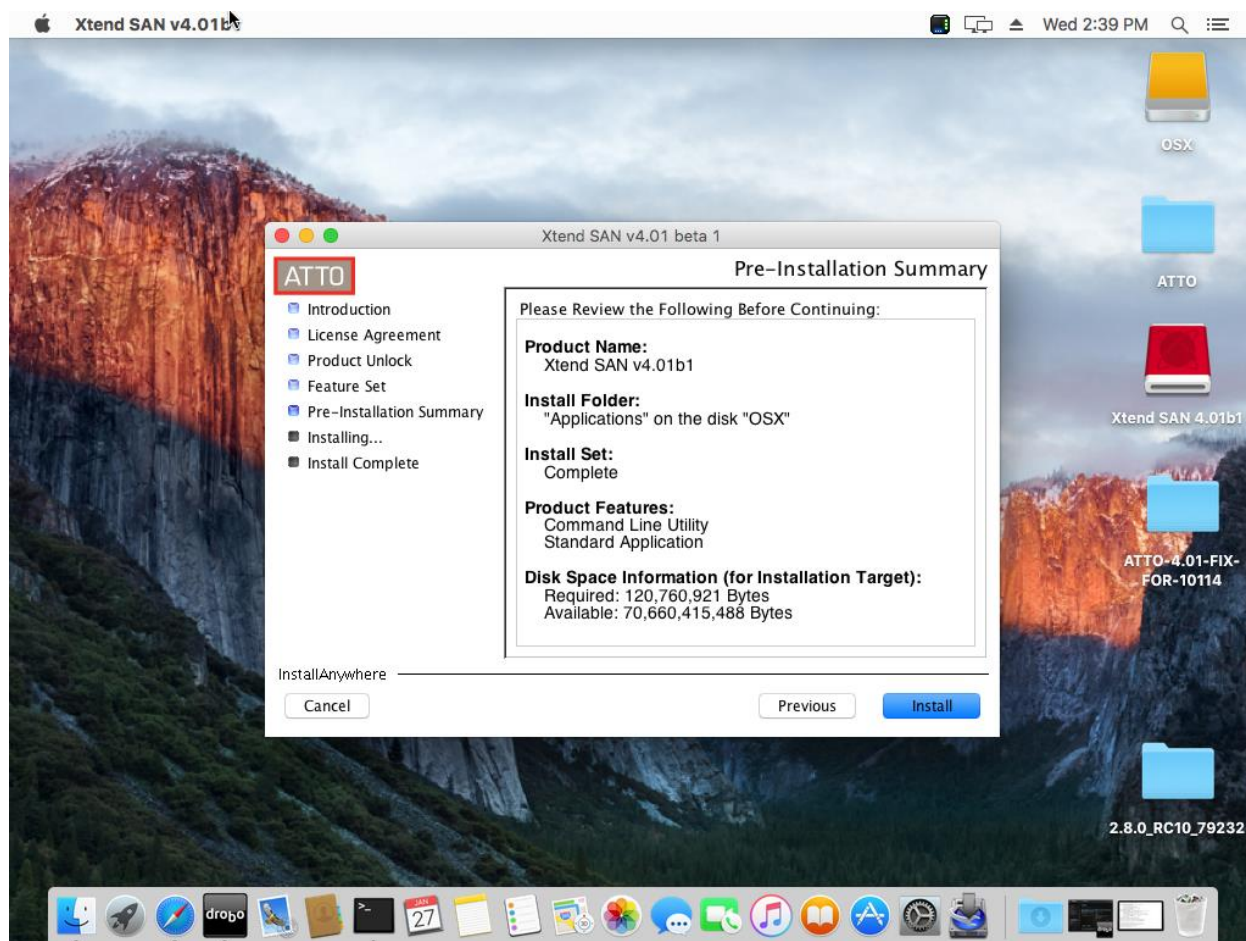 Xtend SAN v4.01b
Wed 2:39 PM
OSX
ATTO
Xtend SAN 4.01b1
ATTO-4.01-FIX-
FOR-10114
2.8.0_RC10_79232
Xtend SAN v4.01 beta 1
ATTO
Pre-Installation Summary
Introduction
License Agreement
Product Unlock
Feature Set
Pre-Installation Summary
Installing...
Install Complete
Please Review the Following Before Continuing:
Product Name:
Xtend SAN v4.01b1
Install Folder:
"Applications" on the disk "OSX"
Install Set:
Complete
Product Features:
Command Line Utility
Standard Application
Disk Space Information (for Installation Target):
Required: 120,760,921 Bytes
Available: 70,660,415,488 Bytes
InstallAnywhere
Cancel
Previous
Install
drobo
JAN
27